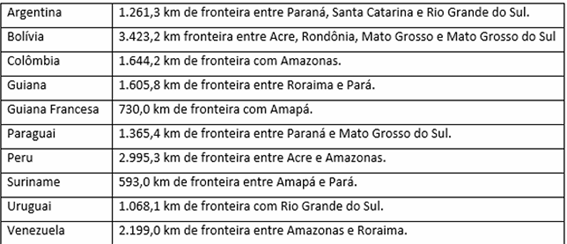 Argentina 1.261,3 km de fronteira entre Paraná, Santa Catarina e Rio Grande do Sul.
Bolívia 3.423,2 km de fronteira entre Acre, Rondônia, Mato Grosso e Mato Grosso do Sul
Colômbia 1.644,2 km de fronteira com Amazonas.
Guiana 1.605,8 km de fronteira entre Roraima e Pará.
Guiana Francesa 730,0 km de fronteira com Amapá.
Paraguai 1.365,4 km de fronteira entre Paraná e Mato Grosso do Sul.
Peru 2.995,3 km de fronteira entre Acre e Amazonas.
Suriname 593,0 km de fronteira entre Amapá e Pará.
Uruguai 1.068,1 km de fronteira com Rio Grande do Sul.
Venezuela 2.199,0 km de fronteira entre Amazonas e Roraima.